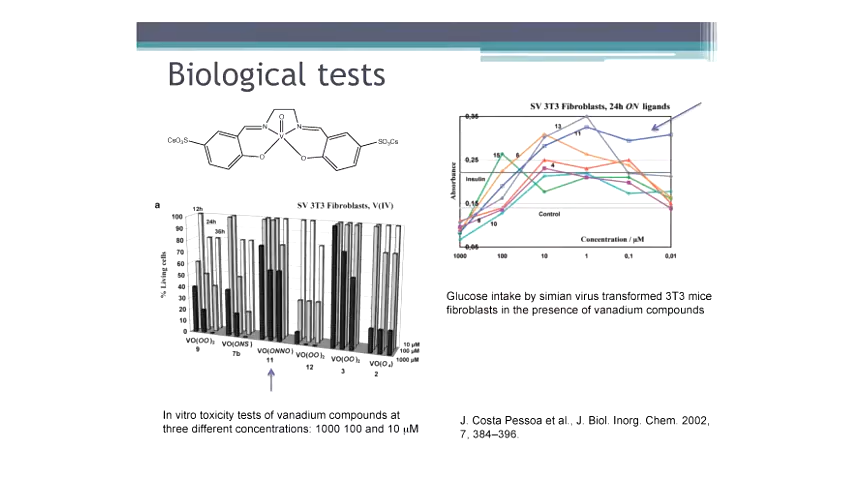 Biological tests
O
N
V
N
CsO₃S
SO₃Cs
O
O
SV 3T3 Fibroblasts, 24h ON ligands
0,35
0,25
0,15
0,05
Absorbance
13
11
15
6
4
Insulin
9
10
Control
Concentration / µM
1000
100
10
1
0,1
0,01
a
SV 3T3 Fibroblasts, V(IV)
12h
24h
36h
% Living cells
100
90
80
70
60
50
40
30
20
10
0
10 µM
100 µM
1000 µM
VO(OO)₂
9
VO(ONS)
7b
VO(ONNO)
11
VO(OO)₂
12
VO(OO)₂
3
VO(O₄)
2
Glucose intake by simian virus transformed 3T3 mice
fibroblasts in the presence of vanadium compounds
In vitro toxicity tests of vanadium compounds at
three different concentrations: 1000 100 and 10 µM
J. Costa Pessoa et al., J. Biol. Inorg. Chem. 2002,
7, 384–396.